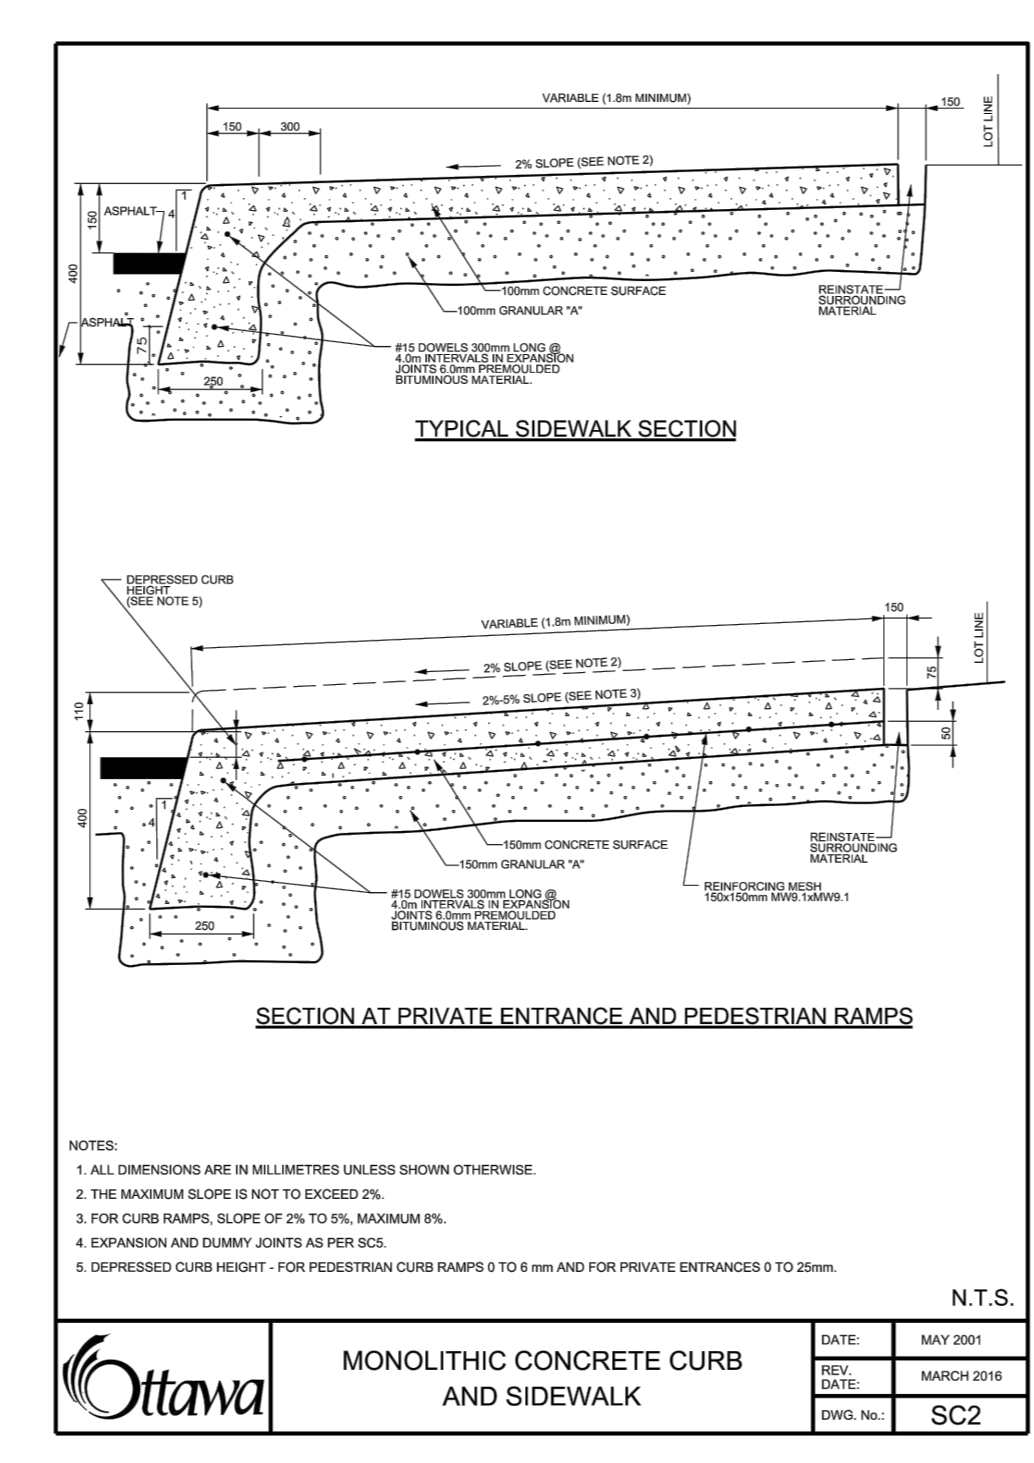 VARIABLE (1.8m MINIMUM)
150
LOT LINE
150
300
2% SLOPE (SEE NOTE 2)
1
4
ASPHALT
150
400
ASPHALT
75
250
100mm CONCRETE SURFACE
100mm GRANULAR "A"
REINSTATE
SURROUNDING
MATERIAL
#15 DOWELS 300mm LONG @
4.0m INTERVALS IN EXPANSION
JOINTS 6.0mm PREMOULDED
BITUMINOUS MATERIAL.
TYPICAL SIDEWALK SECTION
DEPRESSED CURB
HEIGHT
(SEE NOTE 5)
VARIABLE (1.8m MINIMUM)
150
LOT LINE
2% SLOPE (SEE NOTE 2)
75
2%-5% SLOPE (SEE NOTE 3)
110
50
400
1
4
250
150mm CONCRETE SURFACE
150mm GRANULAR "A"
REINSTATE
SURROUNDING
MATERIAL
REINFORCING MESH
150x150mm MW9.1xMW9.1
#15 DOWELS 300mm LONG @
4.0m INTERVALS IN EXPANSION
JOINTS 6.0mm PREMOULDED
BITUMINOUS MATERIAL.
SECTION AT PRIVATE ENTRANCE AND PEDESTRIAN RAMPS
NOTES:
1. ALL DIMENSIONS ARE IN MILLIMETRES UNLESS SHOWN OTHERWISE.
2. THE MAXIMUM SLOPE IS NOT TO EXCEED 2%.
3. FOR CURB RAMPS, SLOPE OF 2% TO 5%, MAXIMUM 8%.
4. EXPANSION AND DUMMY JOINTS AS PER SC5.
5. DEPRESSED CURB HEIGHT - FOR PEDESTRIAN CURB RAMPS 0 TO 6 mm AND FOR PRIVATE ENTRANCES 0 TO 25mm.
N.T.S.
Ottawa
MONOLITHIC CONCRETE CURB
AND SIDEWALK
DATE: MAY 2001
REV.
DATE: MARCH 2016
DWG. No.: SC2